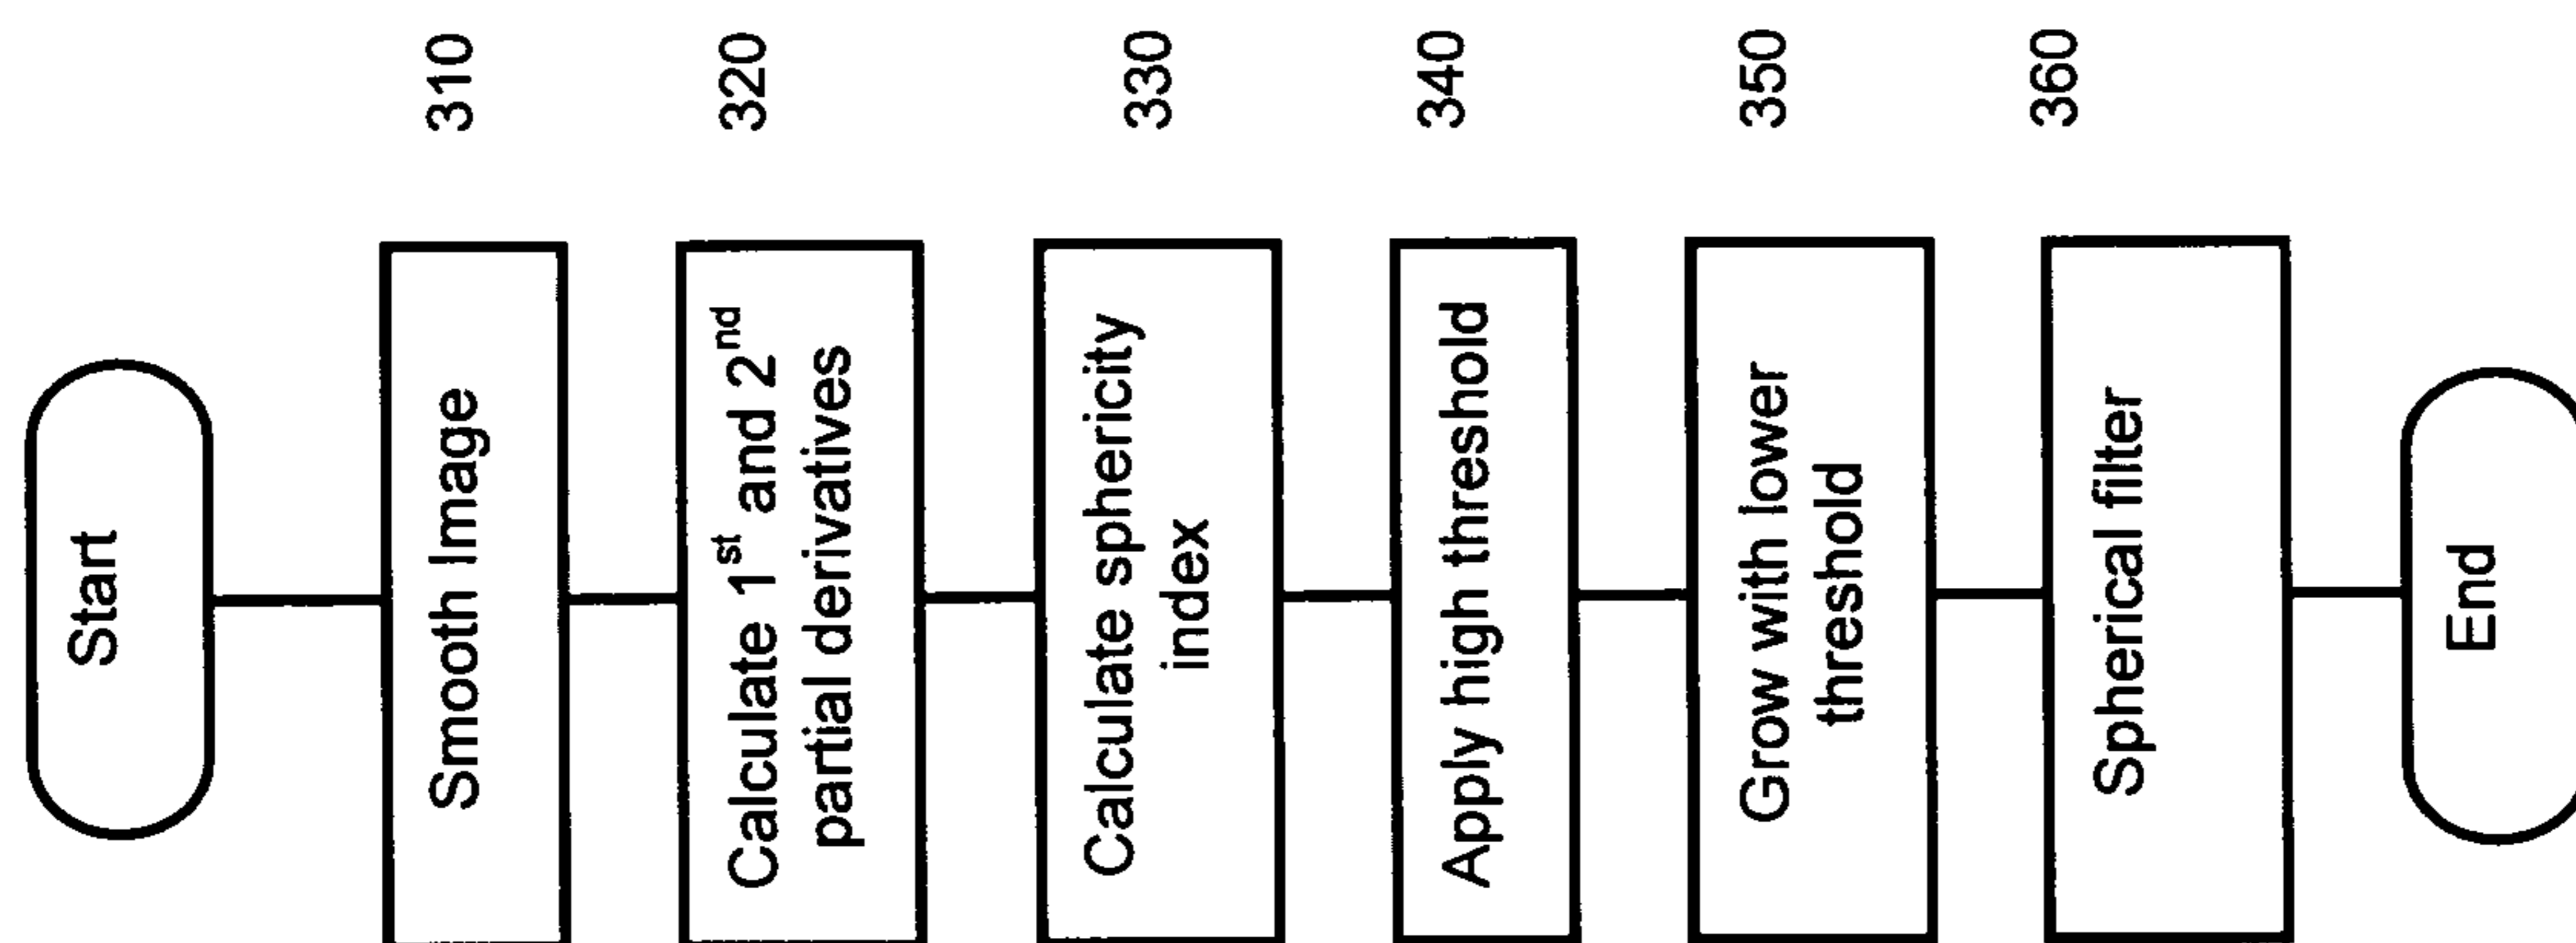 Start
Smooth Image
310
Calculate 1st and 2nd
partial derivatives
320
Calculate sphericity
index
330
Apply high threshold
340
Grow with lower
threshold
350
Spherical filter
360
End